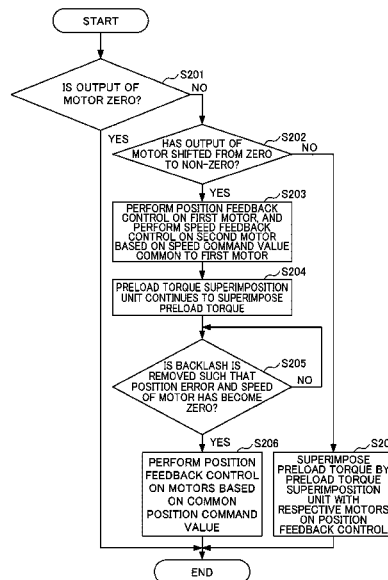 START
S201
IS OUTPUT OF
MOTOR ZERO?
NO
YES
S202
HAS OUTPUT OF
MOTOR SHIFTED FROM ZERO
TO NON-ZERO?
NO
YES
S203
PERFORM POSITION FEEDBACK
CONTROL ON FIRST MOTOR, AND
PERFORM SPEED FEEDBACK
CONTROL ON SECOND MOTOR
BASED ON SPEED COMMAND VALUE
COMMON TO FIRST MOTOR
S204
PRELOAD TORQUE SUPERIMPOSITION
UNIT CONTINUES TO SUPERIMPOSE
PRELOAD TORQUE
S205
IS BACKLASH IS
REMOVED SUCH THAT
POSITION ERROR AND SPEED
OF MOTOR HAS BECOME
ZERO?
NO
YES
S206
PERFORM POSITION
FEEDBACK CONTROL
ON MOTORS BASED
ON COMMON
POSITION COMMAND
VALUE
SUPERIMPOSE
PRELOAD TORQUE BY
PRELOAD TORQUE
SUPERIMPOSITION
UNIT WITH
RESPECTIVE MOTORS
ON POSITION
FEEDBACK CONTROL
END